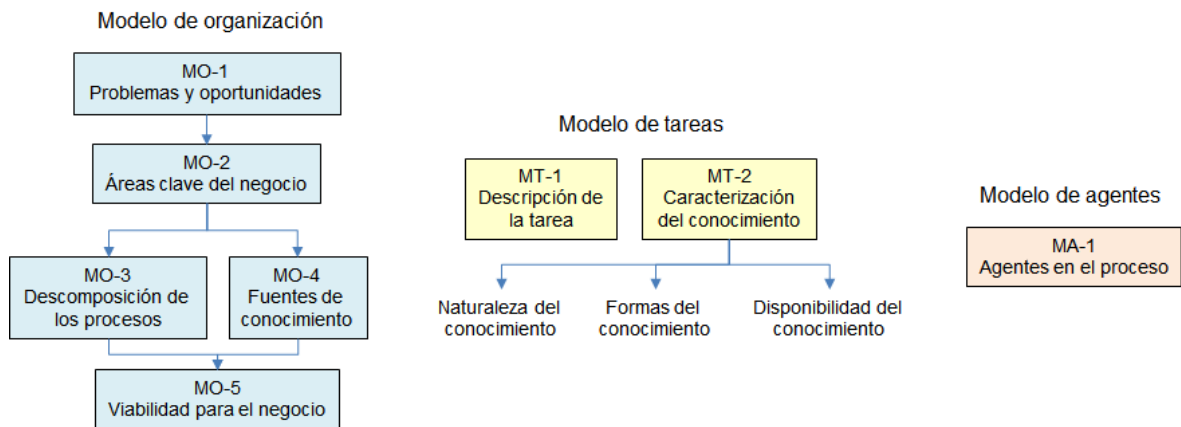 Modelo de organización
MO-1
Problemas y oportunidades
MO-2
Áreas clave del negocio
MO-3
Descomposición de
los procesos
MO-4
Fuentes de
conocimiento
MO-5
Viabilidad para el negocio
Modelo de tareas
MT-1
Descripción de
la tarea
MT-2
Caracterización
del conocimiento
Naturaleza del
conocimiento
Formas del
conocimiento
Disponibilidad del
conocimiento
Modelo de agentes
MA-1
Agentes en el proceso